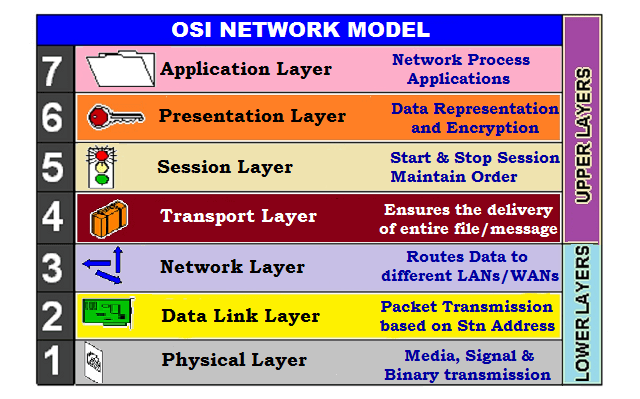 OSI NETWORK MODEL
7
Application Layer
Network Process
Applications
6
Presentation Layer
Data Representation
and Encryption
5
Session Layer
Start & Stop Session
Maintain Order
4
Transport Layer
Ensures the delivery
of entire file/message
3
Network Layer
Routes Data to
different LANs/WANs
2
Data Link Layer
Packet Transmission
based on Stn Address
1
Physical Layer
Media, Signal &
Binary transmission
UPPER LAYERS
LOWER LAYERS